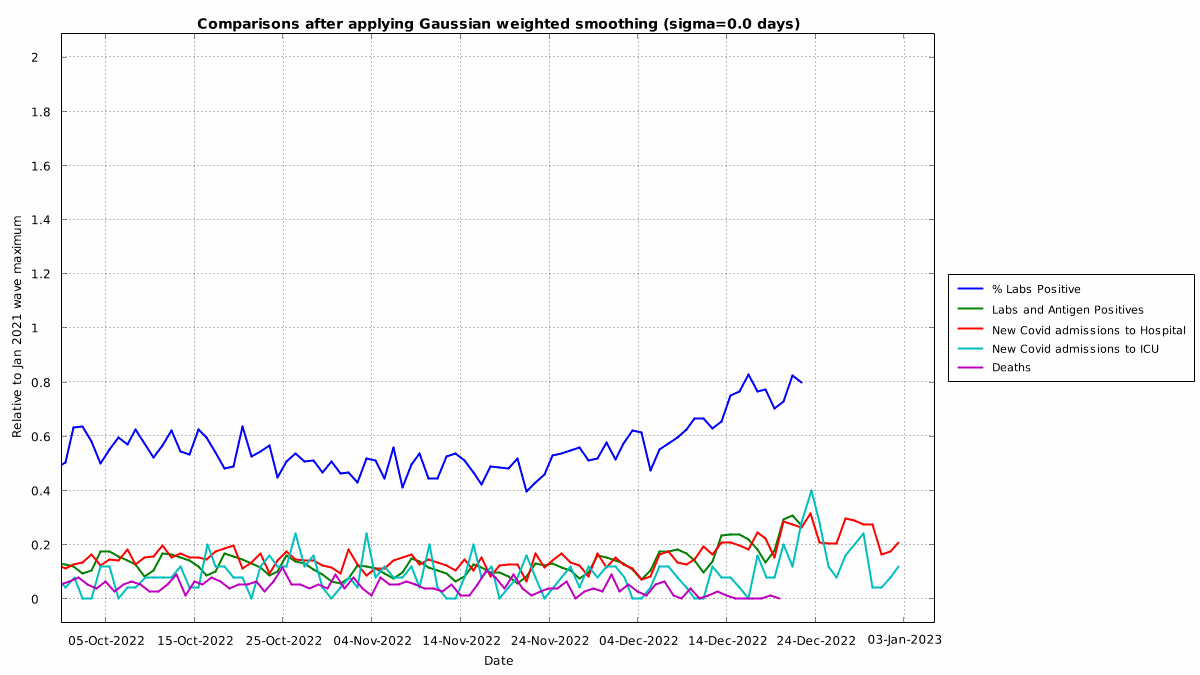 Comparisons after applying Gaussian weighted smoothing (sigma=0.0 days)
Relative to Jan 2021 wave maximum
2
1.8
1.6
1.4
1.2
1
0.8
0.6
0.4
0.2
0
05-Oct-2022 15-Oct-2022 25-Oct-2022 04-Nov-2022 14-Nov-2022 24-Nov-2022 04-Dec-2022 14-Dec-2022 24-Dec-2022 03-Jan-2023
Date
% Labs Positive
Labs and Antigen Positives
New Covid admissions to Hospital
New Covid admissions to ICU
Deaths